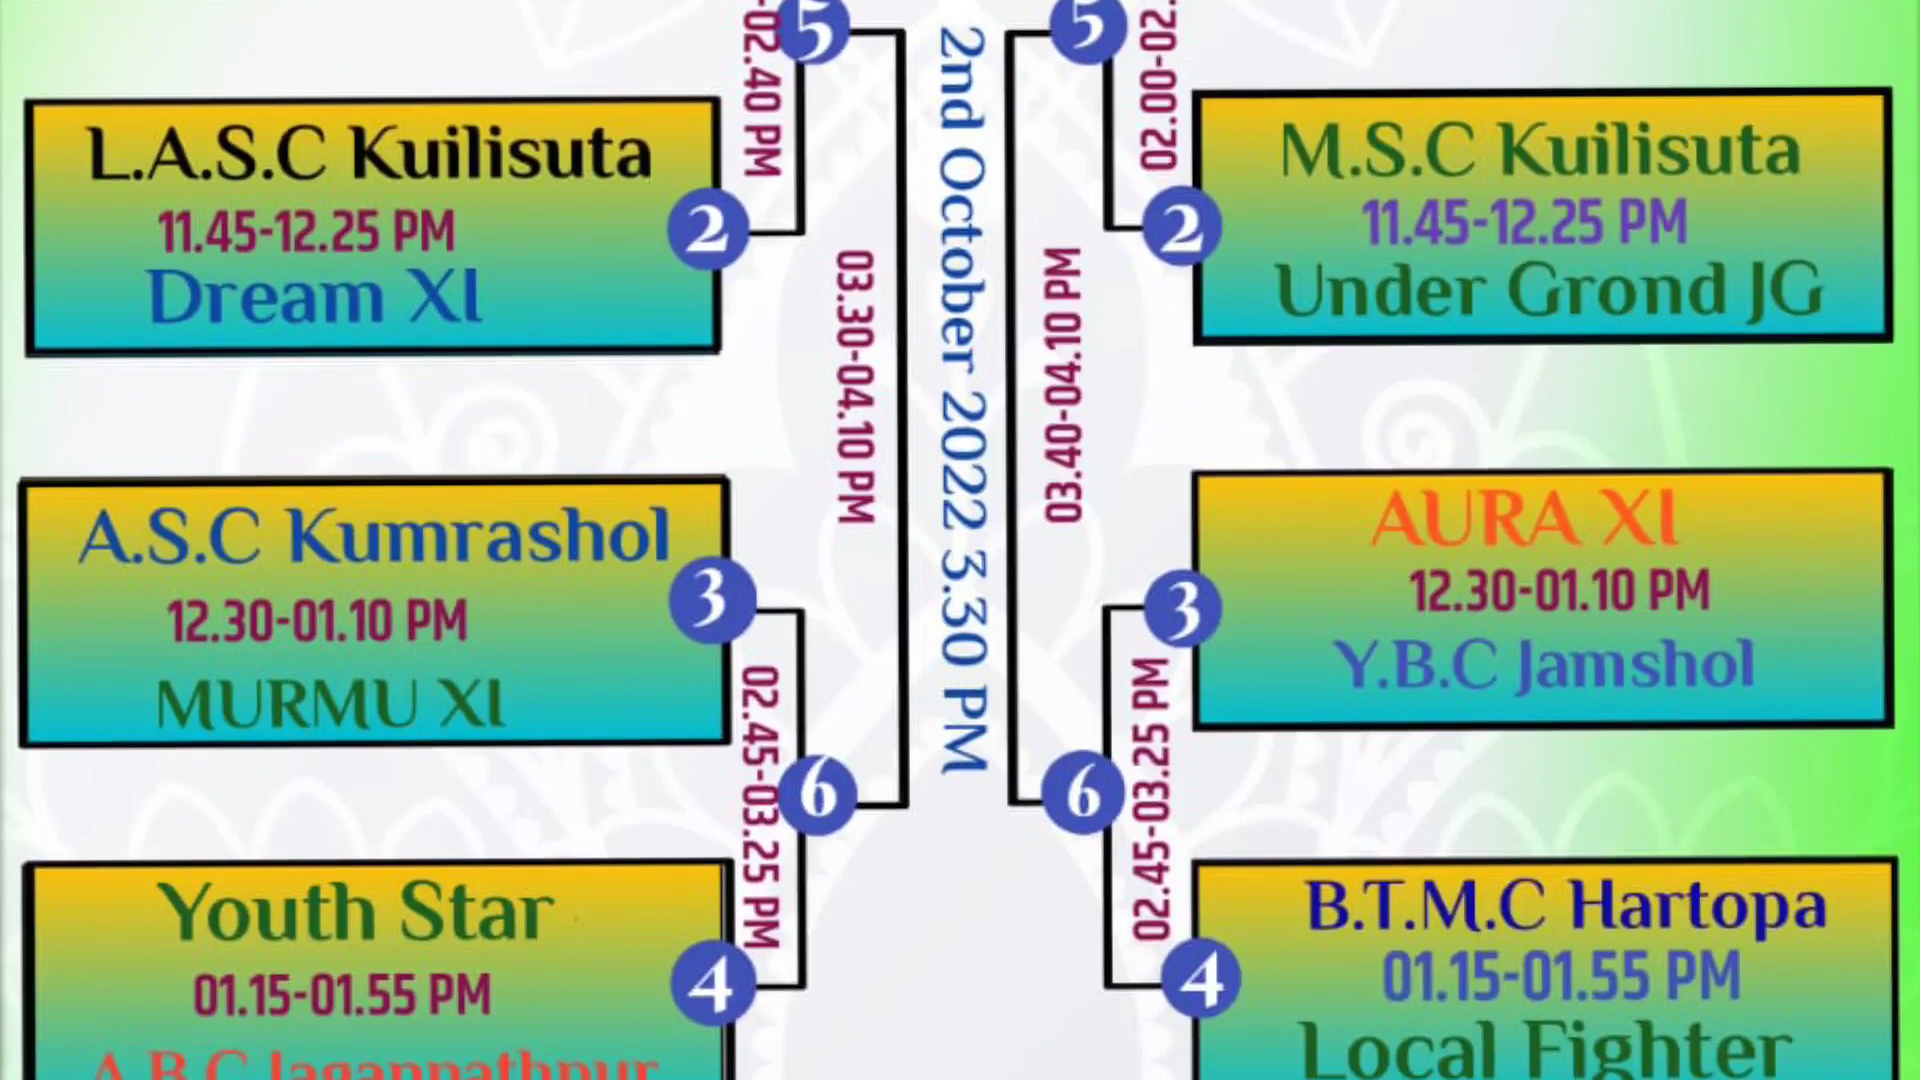 L.A.S.C Kuilisuta
11.45-12.25 PM
Dream XI
2
A.S.C Kumrashol
12.30-01.10 PM
MURMU XI
3
Youth Star
01.15-01.55 PM
A.B.C Jagannathpur
4
-02.40 PM
5
02.45-03.25 PM
6
03.30-04.10 PM
2nd October 2022 3.30 PM
03.40-04.10 PM
5
02.00-02.
6
02.45-03.25 PM
M.S.C Kuilisuta
11.45-12.25 PM
Under Grond JG
2
AURA XI
12.30-01.10 PM
Y.B.C Jamshol
3
B.T.M.C Hartopa
01.15-01.55 PM
Local Fighter
4